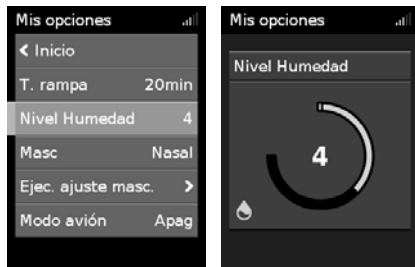 Mis opciones
< Inicio
T. rampa 20min
Nivel Humedad 4
Masc Nasal
Ejec. ajuste masc. >
Modo avión Apag
Mis opciones
Nivel Humedad
4